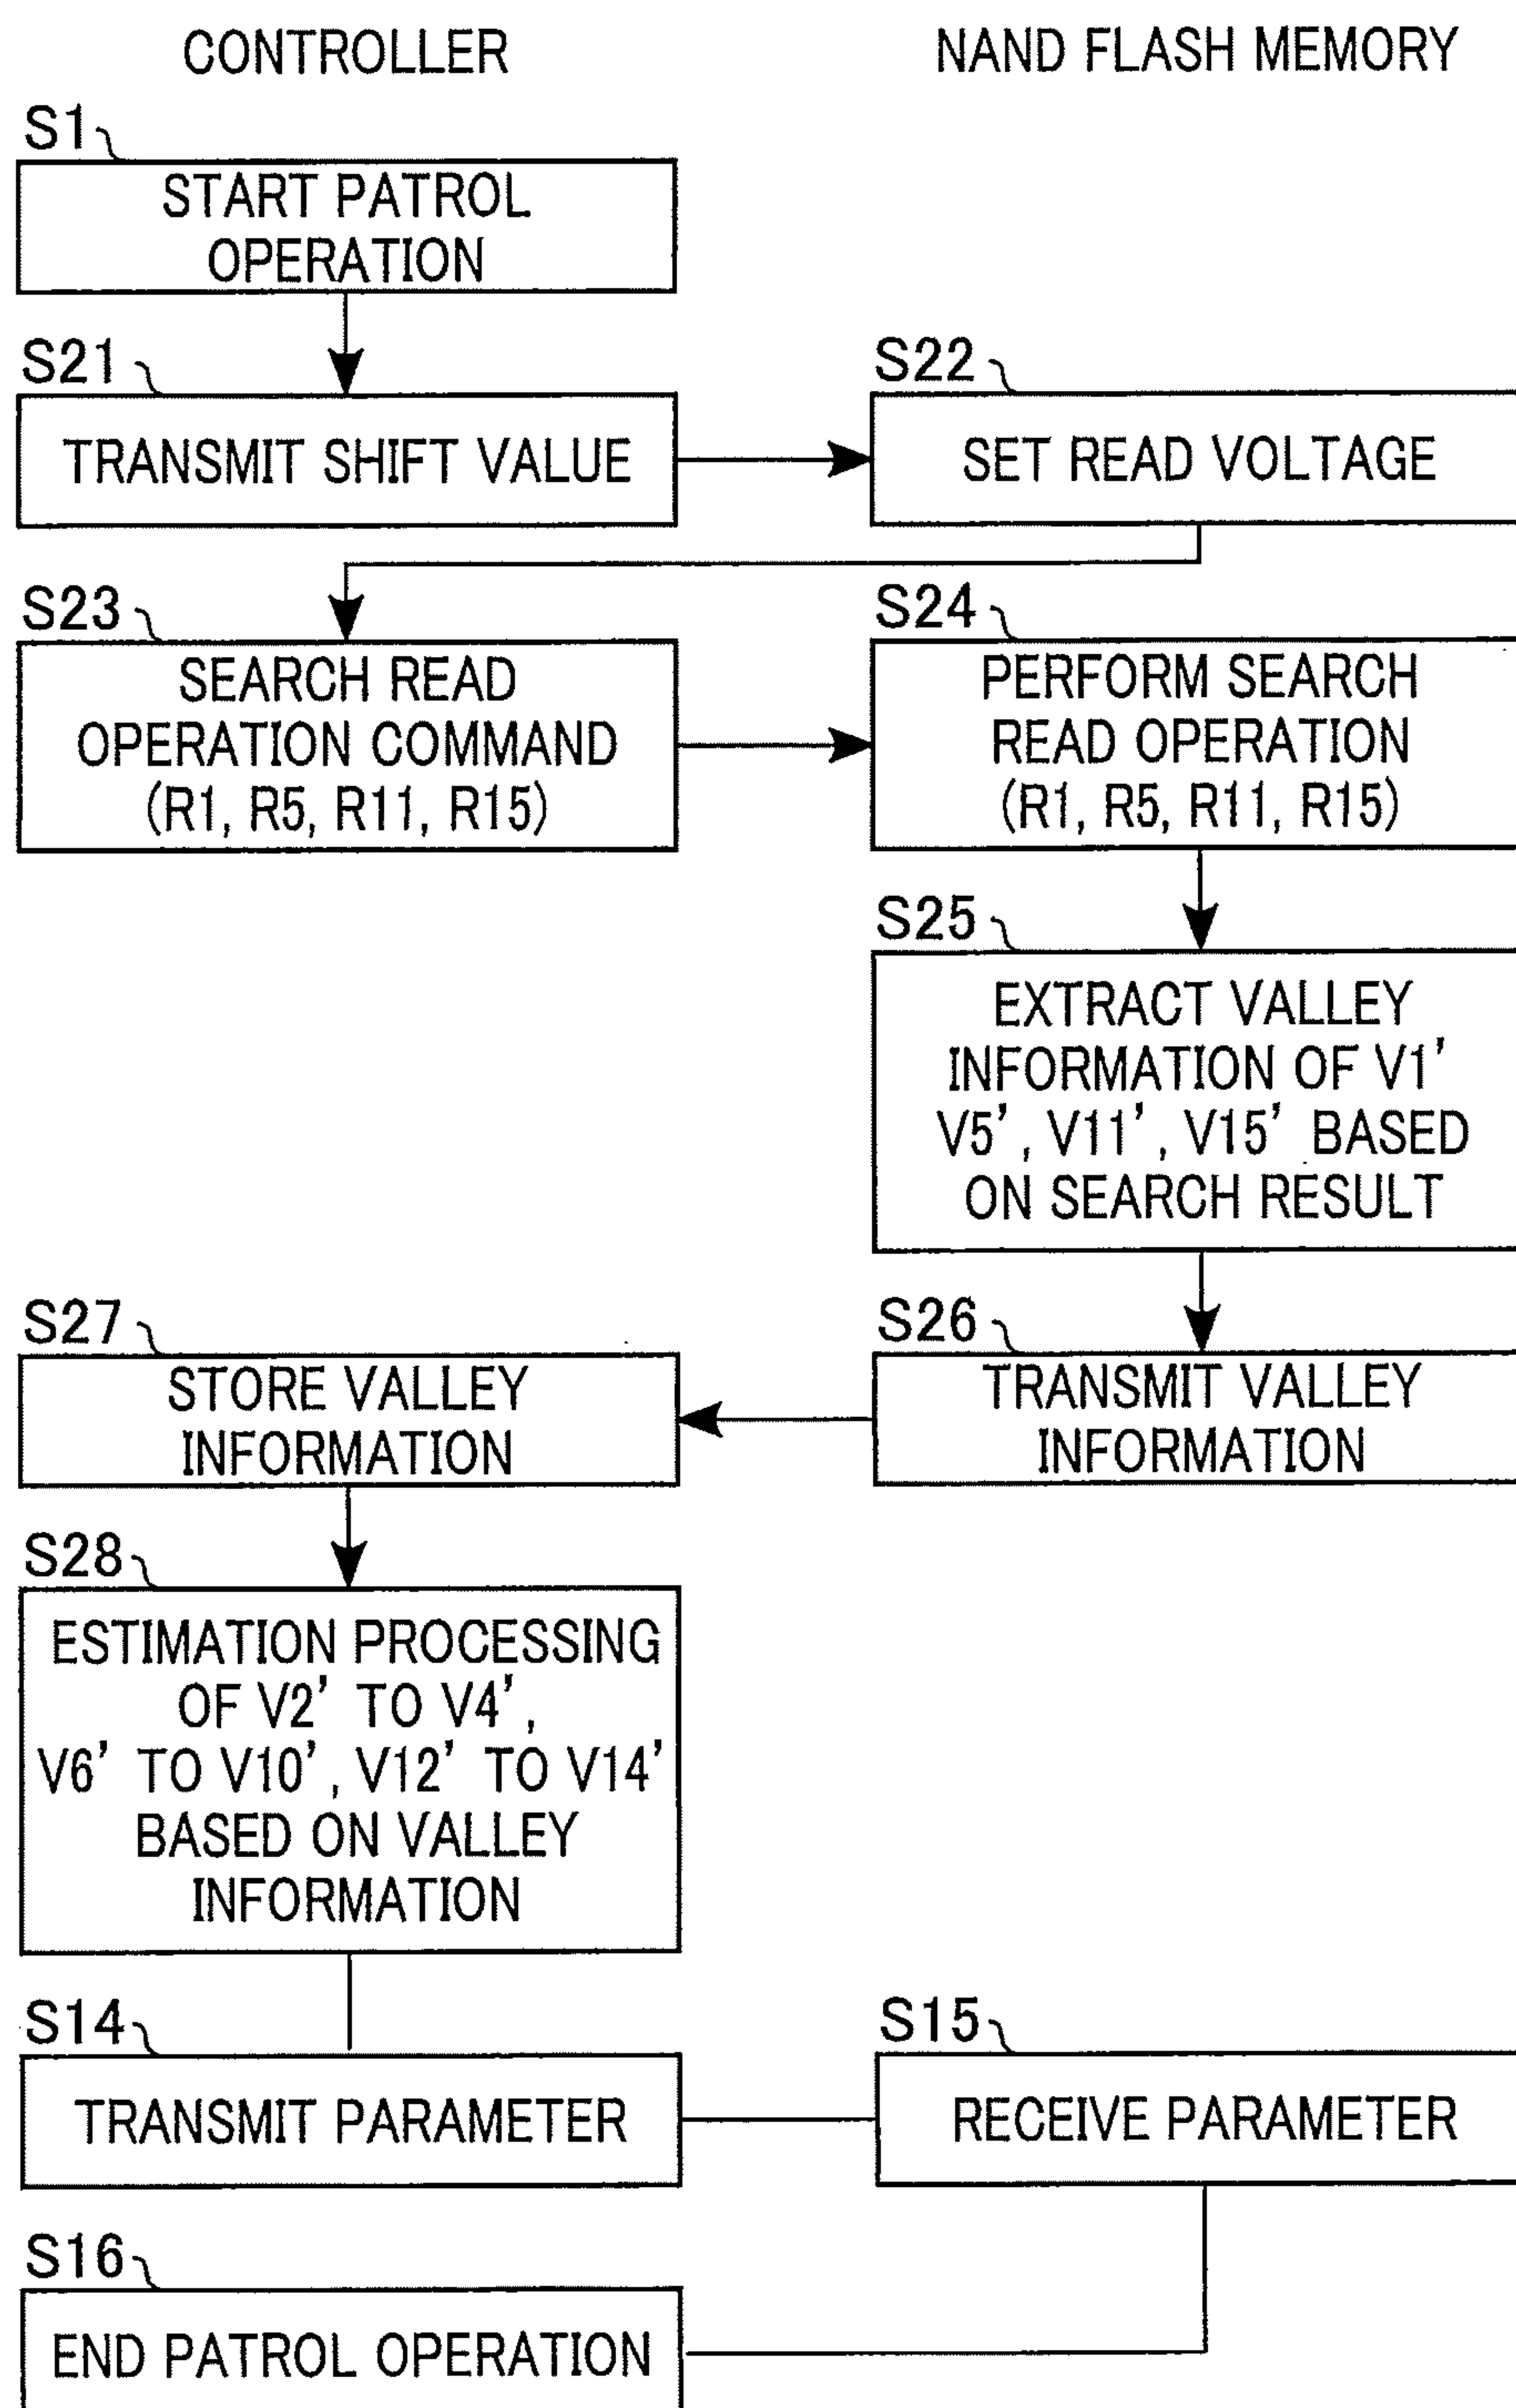 CONTROLLER
NAND FLASH MEMORY
S1
START PATROL
OPERATION
S21
TRANSMIT SHIFT VALUE
S22
SET READ VOLTAGE
S23
SEARCH READ
OPERATION COMMAND
(R1, R5, R11, R15)
S24
PERFORM SEARCH
READ OPERATION
(R1, R5, R11, R15)
S25
EXTRACT VALLEY
INFORMATION OF V1'
V5', V11', V15' BASED
ON SEARCH RESULT
S27
STORE VALLEY
INFORMATION
S26
TRANSMIT VALLEY
INFORMATION
S28
ESTIMATION PROCESSING
OF V2' TO V4',
V6' TO V10', V12' TO V14'
BASED ON VALLEY
INFORMATION
S14
TRANSMIT PARAMETER
S15
RECEIVE PARAMETER
S16
END PATROL OPERATION